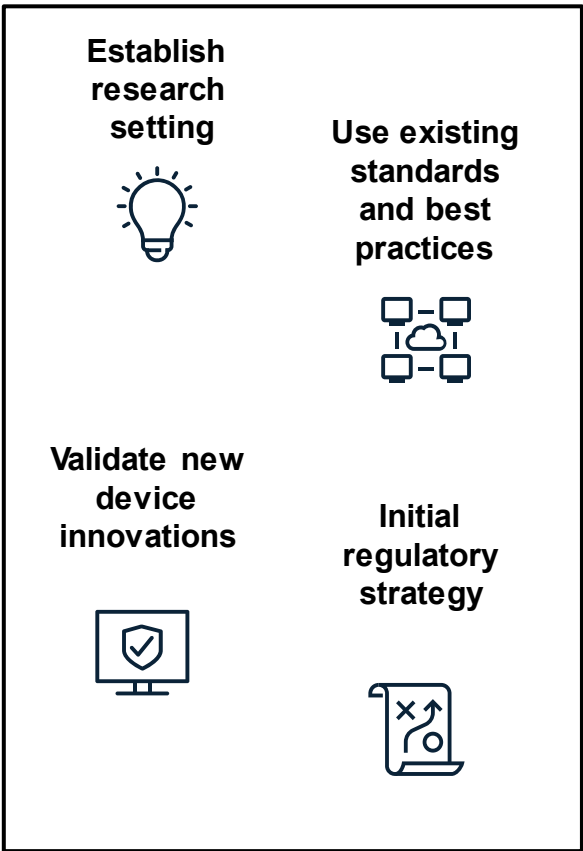 Establish
research
setting
Use existing
standards
and best
practices
Validate new
device
innovations
Initial
regulatory
strategy